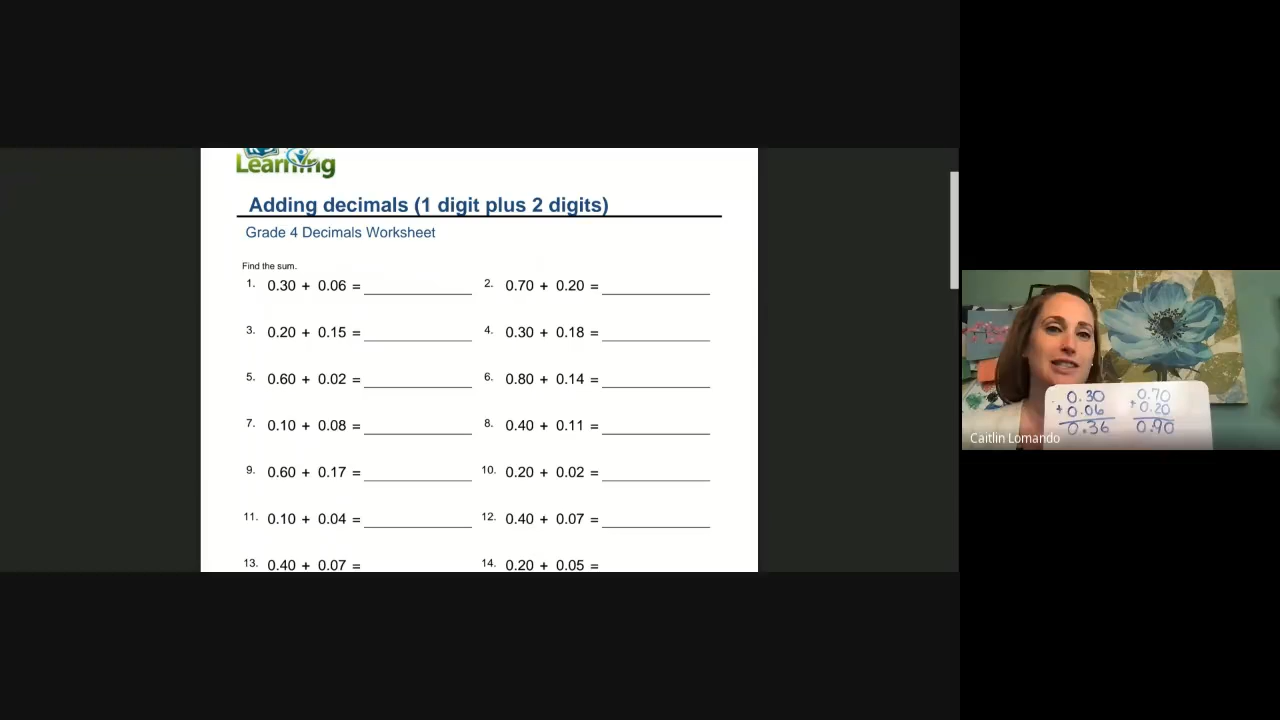 Learning
Adding decimals (1 digit plus 2 digits)
Grade 4 Decimals Worksheet
Find the sum.
1. 0.30 + 0.06 = 2. 0.70 + 0.20 =
3. 0.20 + 0.15 = 4. 0.30 + 0.18 =
5. 0.60 + 0.02 = 6. 0.80 + 0.14 =
7. 0.10 + 0.08 = 8. 0.40 + 0.11 =
9. 0.60 + 0.17 = 10. 0.20 + 0.02 =
11. 0.10 + 0.04 = 12. 0.40 + 0.07 =
13. 0.40 + 0.07 = 14. 0.20 + 0.05 =
0.30 0.70
+ 0.06 + 0.20
0.36 0.90
Caitlin Lomando